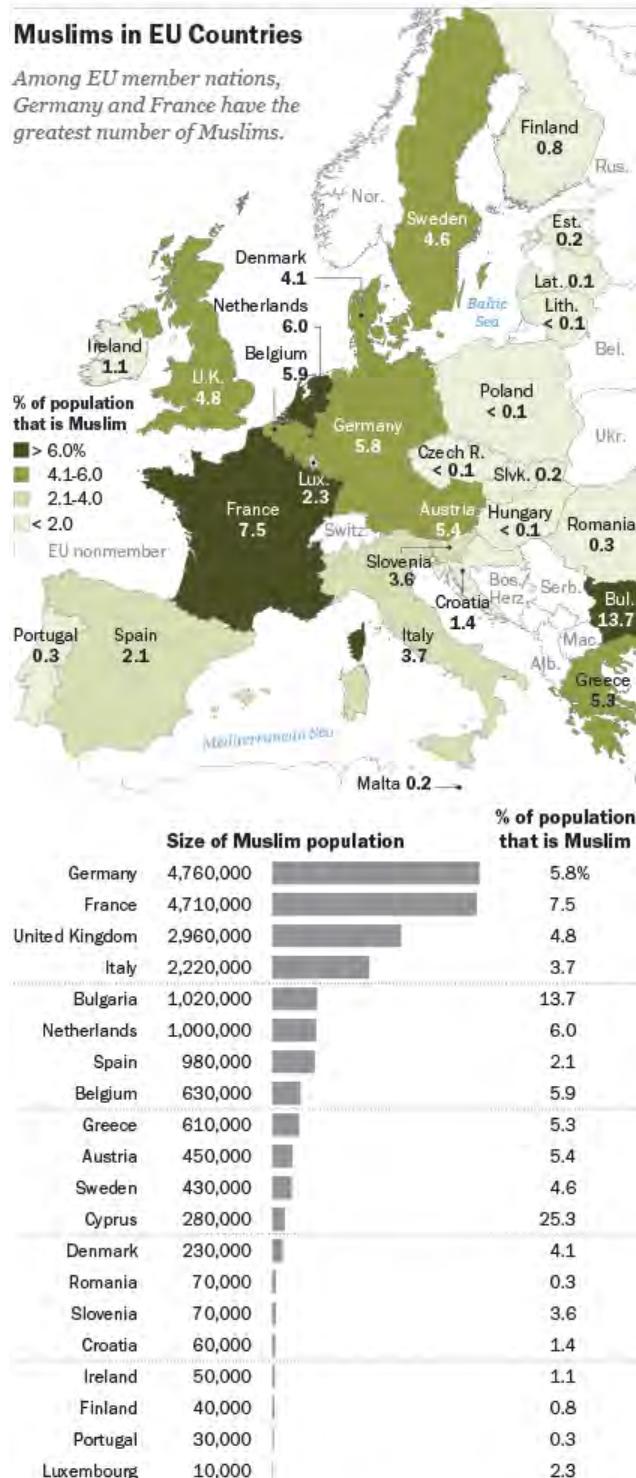 Muslims in EU Countries
Among EU member nations,
Germany and France have the
greatest number of Muslims.
Finland
0.8
Rus.
Nor.
Sweden
4.6
Est.
0.2
Denmark
4.1
Lat. 0.1
Baltic
Sea
Lith.
< 0.1
Netherlands
6.0
Bel.
Ireland
1.1
Belgium
5.9
U.K.
4.8
Poland
< 0.1
% of population
that is Muslim
> 6.0%
4.1-6.0
2.1-4.0
< 2.0
EU nonmember
Germany
5.8
Ukr.
Czech R.
< 0.1
Slvk. 0.2
Lux.
2.3
France
7.5
Austria
5.4
Hungary
< 0.1
Romania
0.3
Switz.
Slovenia
3.6
Bos.
Herz.
Serb.
Croatia
1.4
Bul.
13.7
Portugal
0.3
Spain
2.1
Italy
3.7
Mac.
Alb.
Greece
5.3
Mediterranean Sea
Malta 0.2
Size of Muslim population
% of population
that is Muslim
Germany 4,760,000 5.8%
France 4,710,000 7.5
United Kingdom 2,960,000 4.8
Italy 2,220,000 3.7
Bulgaria 1,020,000 13.7
Netherlands 1,000,000 6.0
Spain 980,000 2.1
Belgium 630,000 5.9
Greece 610,000 5.3
Austria 450,000 5.4
Sweden 430,000 4.6
Cyprus 280,000 25.3
Denmark 230,000 4.1
Romania 70,000 0.3
Slovenia 70,000 3.6
Croatia 60,000 1.4
Ireland 50,000 1.1
Finland 40,000 0.8
Portugal 30,000 0.3
Luxembourg 10,000 2.3